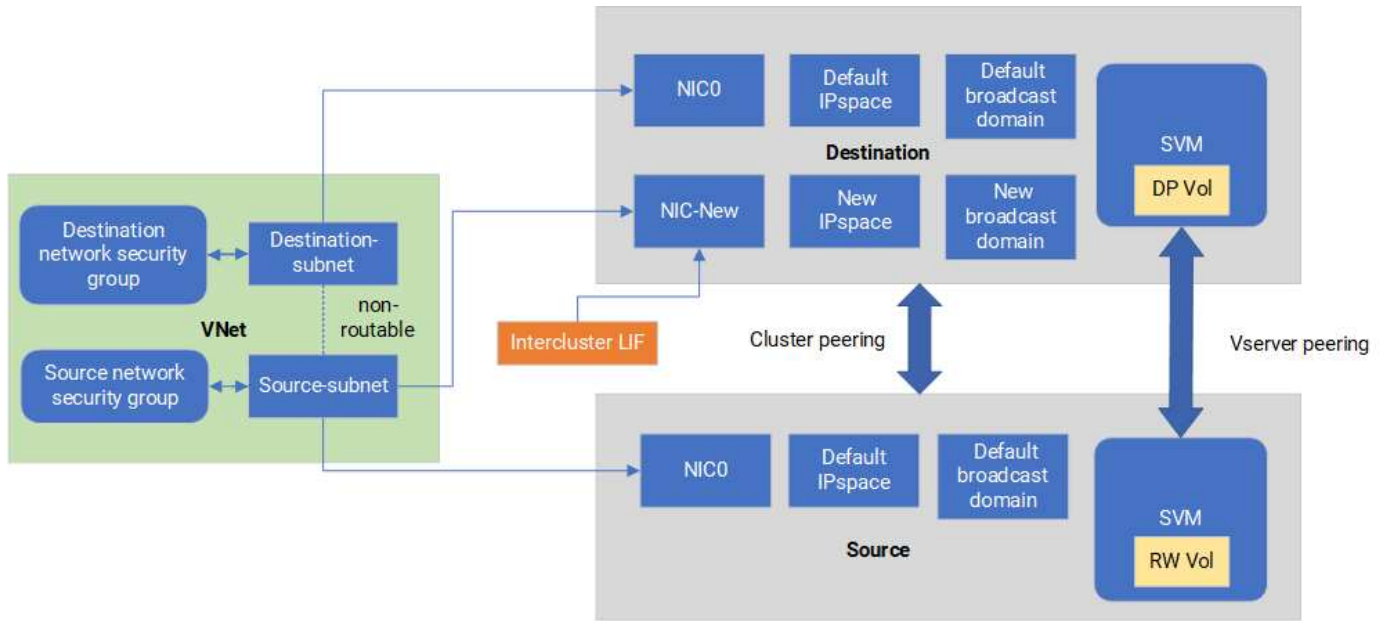 NIC0
Default
IPspace
Default
broadcast
domain
SVM
DP Vol
Destination
NIC-New
New
IPspace
New
broadcast
domain
Destination
network security
group
Destination-
subnet
VNet
non-
routable
Source network
security group
Source-subnet
Intercluster LIF
Cluster peering
Vserver peering
NIC0
Default
IPspace
Default
broadcast
domain
SVM
RW Vol
Source